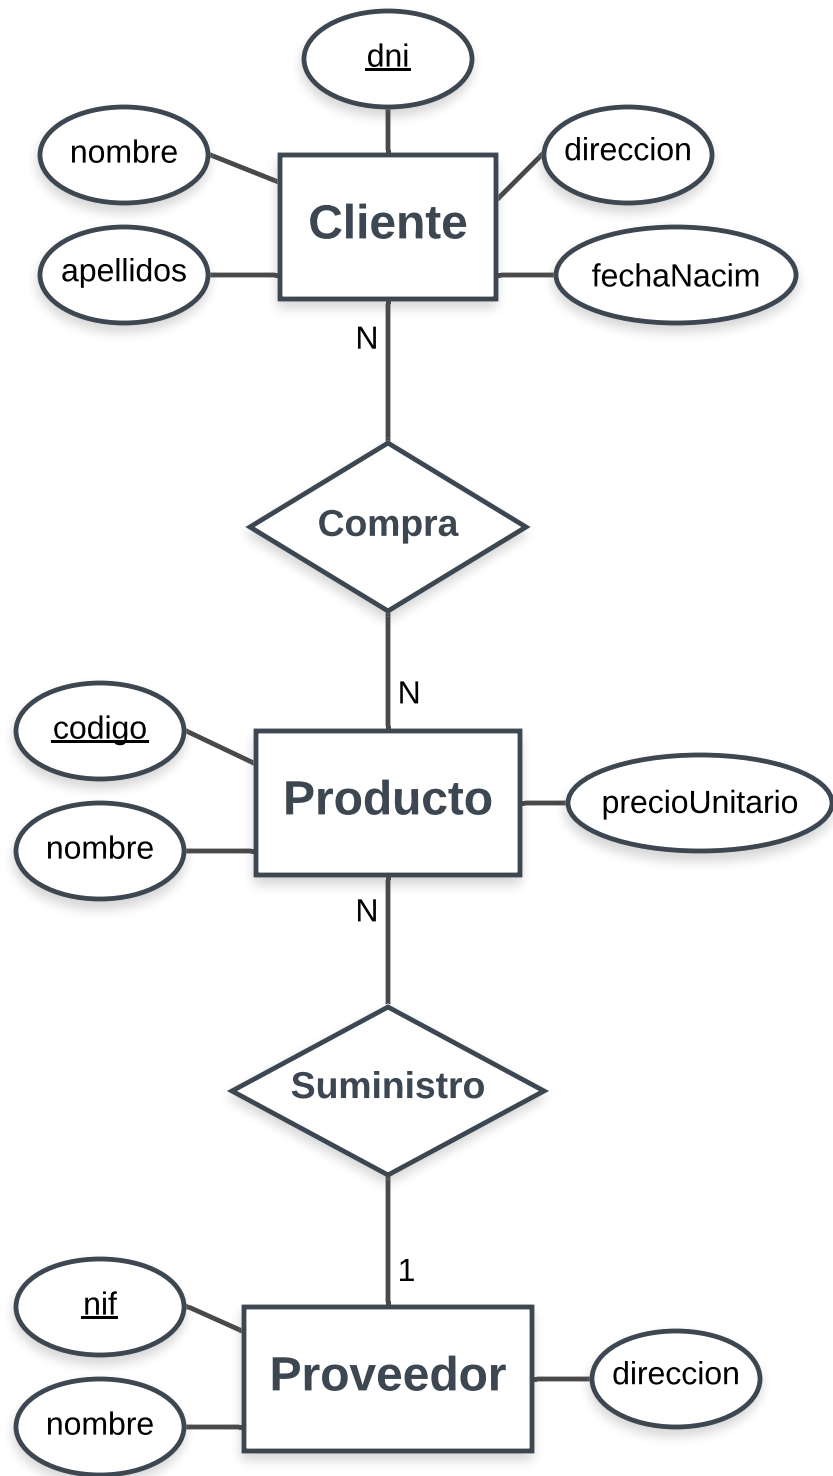 dni
nombre
direccion
Cliente
apellidos
fechaNacim
N
Compra
N
codigo
Producto
precioUnitario
nombre
N
Suministro
1
nif
Proveedor
direccion
nombre